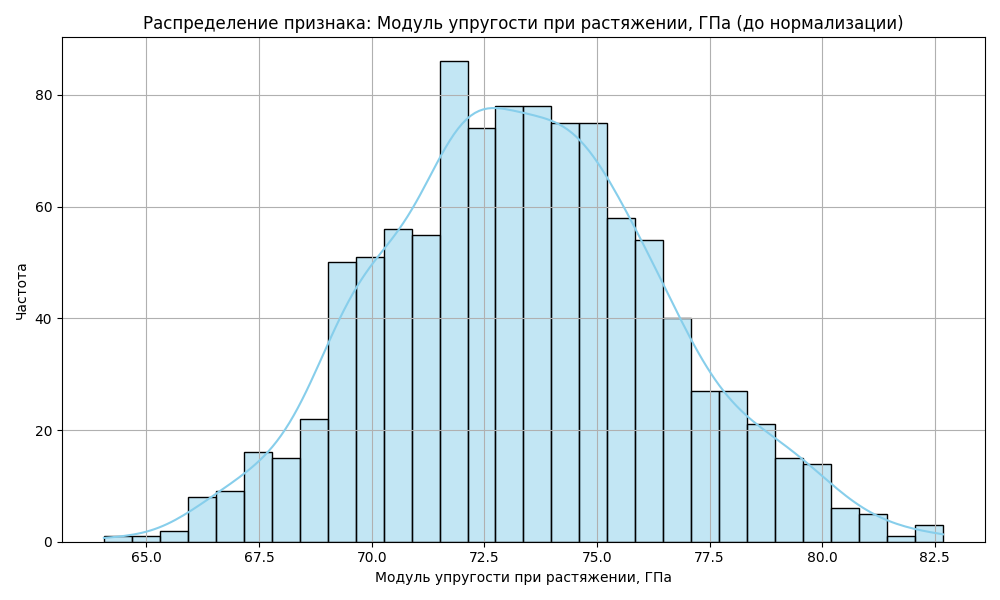 Распределение признака: Модуль упругости при растяжении, ГПа (до нормализации)
Частота
80
60
40
20
0
65.0 67.5 70.0 72.5 75.0 77.5 80.0 82.5
Модуль упругости при растяжении, ГПа